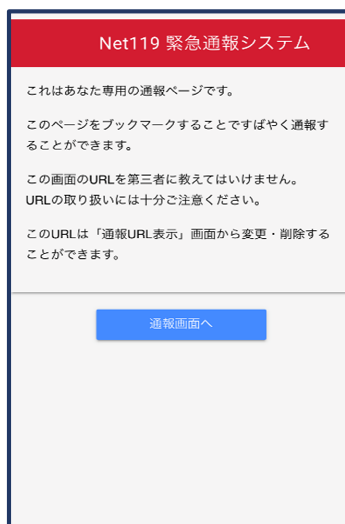 Net119 緊急通報システム
これはあなた専用の通報ページです。
このページをブックマークすることですばやく通報す
ることができます。
この画面のURLを第三者に教えてはいけません。
URLの取り扱いには十分ご注意ください。
このURLは「通報URL表示」画面から変更・削除する
ことができます。
通報画面へ